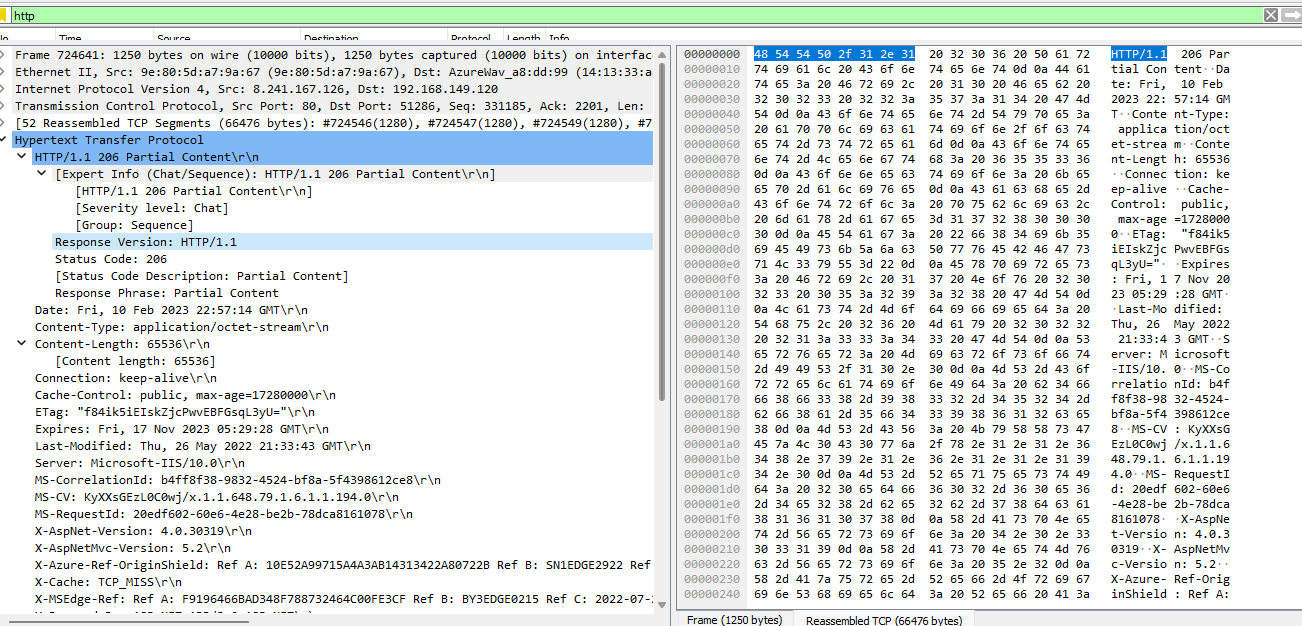 http
No. Time Source Destination Protocol Length Info
Frame 724641: 1250 bytes on wire (10000 bits), 1250 bytes captured (10000 bits) on interfac
Ethernet II, Src: 9e:80:5d:a7:9a:67 (9e:80:5d:a7:9a:67), Dst: AzureWav_a8:dd:99 (14:13:33:a
Internet Protocol Version 4, Src: 8.241.167.126, Dst: 192.168.149.120
Transmission Control Protocol, Src Port: 80, Dst Port: 51286, Seq: 331185, Ack: 2201, Len:
[52 Reassembled TCP Segments (66476 bytes): #724546(1280), #724547(1280), #724549(1280), #7
Hypertext Transfer Protocol
HTTP/1.1 206 Partial Content\r\n
[Expert Info (Chat/Sequence): HTTP/1.1 206 Partial Content\r\n]
[HTTP/1.1 206 Partial Content\r\n]
[Severity level: Chat]
[Group: Sequence]
Response Version: HTTP/1.1
Status Code: 206
[Status Code Description: Partial Content]
Response Phrase: Partial Content
Date: Fri, 10 Feb 2023 22:57:14 GMT\r\n
Content-Type: application/octet-stream\r\n
Content-Length: 65536\r\n
[Content length: 65536]
Connection: keep-alive\r\n
Cache-Control: public, max-age=17280000\r\n
ETag: "f84ik5iEIskZjcPwvEBFGsqL3yU="\r\n
Expires: Fri, 17 Nov 2023 05:29:28 GMT\r\n
Last-Modified: Thu, 26 May 2022 21:33:43 GMT\r\n
Server: Microsoft-IIS/10.0\r\n
MS-CorrelationId: b4ff8f38-9832-4524-bf8a-5f4398612ce8\r\n
MS-CV: KyXXsGEzL0C0wj/x.1.1.648.79.1.6.1.1.194.0\r\n
MS-RequestId: 20edf602-60e6-4e28-be2b-78dca8161078\r\n
X-AspNet-Version: 4.0.30319\r\n
X-AspNetMvc-Version: 5.2\r\n
X-Azure-Ref-OriginShield: Ref A: 10E52A99715A4A3AB14313422A80722B Ref B: SN1EDGE2922 Ref
X-Cache: TCP_MISS\r\n
X-MSEdge-Ref: Ref A: F9196466BAD348F788732464C00FE3CF Ref B: BY3EDGE0215 Ref C: 2022-07-2
00000000 48 54 54 50 2f 31 2e 31 20 32 30 36 20 50 61 72 HTTP/1.1 206 Par
00000010 74 69 61 6c 20 43 6f 6e 74 65 6e 74 0d 0a 44 61 tial Con tent··Da
00000020 74 65 3a 20 46 72 69 2c 20 31 30 20 46 65 62 20 te: Fri, 10 Feb
00000030 32 30 32 33 20 32 32 3a 35 37 3a 31 34 20 47 4d 2023 22: 57:14 GM
00000040 54 0d 0a 43 6f 6e 74 65 6e 74 2d 54 79 70 65 3a T··Conte nt-Type:
00000050 20 61 70 70 6c 69 63 61 74 69 6f 6e 2f 6f 63 74 applica tion/oct
00000060 65 74 2d 73 74 72 65 61 6d 0d 0a 43 6f 6e 74 65 et-strea m··Conte
00000070 6e 74 2d 4c 65 6e 67 74 68 3a 20 36 35 35 33 36 nt-Lengt h: 65536
00000080 0d 0a 43 6f 6e 6e 65 63 74 69 6f 6e 3a 20 6b 65 ··Connec tion: ke
00000090 65 70 2d 61 6c 69 76 65 0d 0a 43 61 63 68 65 2d ep-alive ··Cache-
000000a0 43 6f 6e 74 72 6f 6c 3a 20 70 75 62 6c 69 63 2c Control: public,
000000b0 20 6d 61 78 2d 61 67 65 3d 31 37 32 38 30 30 30 max-age =1728000
000000c0 30 0d 0a 45 54 61 67 3a 20 22 66 38 34 69 6b 35 0··ETag: "f84ik5
000000d0 69 45 49 73 6b 5a 6a 63 50 77 76 45 42 46 47 73 iEIskZjc PwvEBFGs
000000e0 71 4c 33 79 55 3d 22 0d 0a 45 78 70 69 72 65 73 qL3yU="· ·Expires
000000f0 3a 20 46 72 69 2c 20 31 37 20 4e 6f 76 20 32 30 : Fri, 1 7 Nov 20
00000100 32 33 20 30 35 3a 32 39 3a 32 38 20 47 4d 54 0d 23 05:29 :28 GMT·
00000110 0a 4c 61 73 74 2d 4d 6f 64 69 66 69 65 64 3a 20 ·Last-Mo dified:
00000120 54 68 75 2c 20 32 36 20 4d 61 79 20 32 30 32 32 Thu, 26 May 2022
00000130 20 32 31 3a 33 33 3a 34 33 20 47 4d 54 0d 0a 53 21:33:4 3 GMT··S
00000140 65 72 76 65 72 3a 20 4d 69 63 72 6f 73 6f 66 74 erver: M icrosoft
00000150 2d 49 49 53 2f 31 30 2e 30 0d 0a 4d 53 2d 43 6f -IIS/10. 0··MS-Co
00000160 72 72 65 6c 61 74 69 6f 6e 49 64 3a 20 62 34 66 rrelatio nId: b4f
00000170 66 38 66 33 38 2d 39 38 33 32 2d 34 35 32 34 2d f8f38-98 32-4524-
00000180 62 66 38 61 2d 35 66 34 33 39 38 36 31 32 63 65 bf8a-5f4 398612ce
00000190 38 0d 0a 4d 53 2d 43 56 3a 20 4b 79 58 58 73 47 8··MS-CV : KyXXsG
000001a0 45 7a 4c 30 43 30 77 6a 2f 78 2e 31 2e 31 2e 36 EzL0C0wj /x.1.1.6
000001b0 34 38 2e 37 39 2e 31 2e 36 2e 31 2e 31 2e 31 39 48.79.1. 6.1.1.19
000001c0 34 2e 30 0d 0a 4d 53 2d 52 65 71 75 65 73 74 49 4.0··MS- RequestI
000001d0 64 3a 20 32 30 65 64 66 36 30 32 2d 36 30 65 36 d: 20edf 602-60e6
000001e0 2d 34 65 32 38 2d 62 65 32 62 2d 37 38 64 63 61 -4e28-be 2b-78dca
000001f0 38 31 36 31 30 37 38 0d 0a 58 2d 41 73 70 4e 65 8161078· ·X-AspNe
00000200 74 2d 56 65 72 73 69 6f 6e 3a 20 34 2e 30 2e 33 t-Versio n: 4.0.3
00000210 30 33 31 39 0d 0a 58 2d 41 73 70 4e 65 74 4d 76 0319··X- AspNetMv
00000220 63 2d 56 65 72 73 69 6f 6e 3a 20 35 2e 32 0d 0a c-Versio n: 5.2··
00000230 58 2d 41 7a 75 72 65 2d 52 65 66 2d 4f 72 69 67 X-Azure- Ref-Orig
00000240 69 6e 53 68 69 65 6c 64 3a 20 52 65 66 20 41 3a inShield : Ref A:
Frame (1250 bytes) Reassembled TCP (66476 bytes)